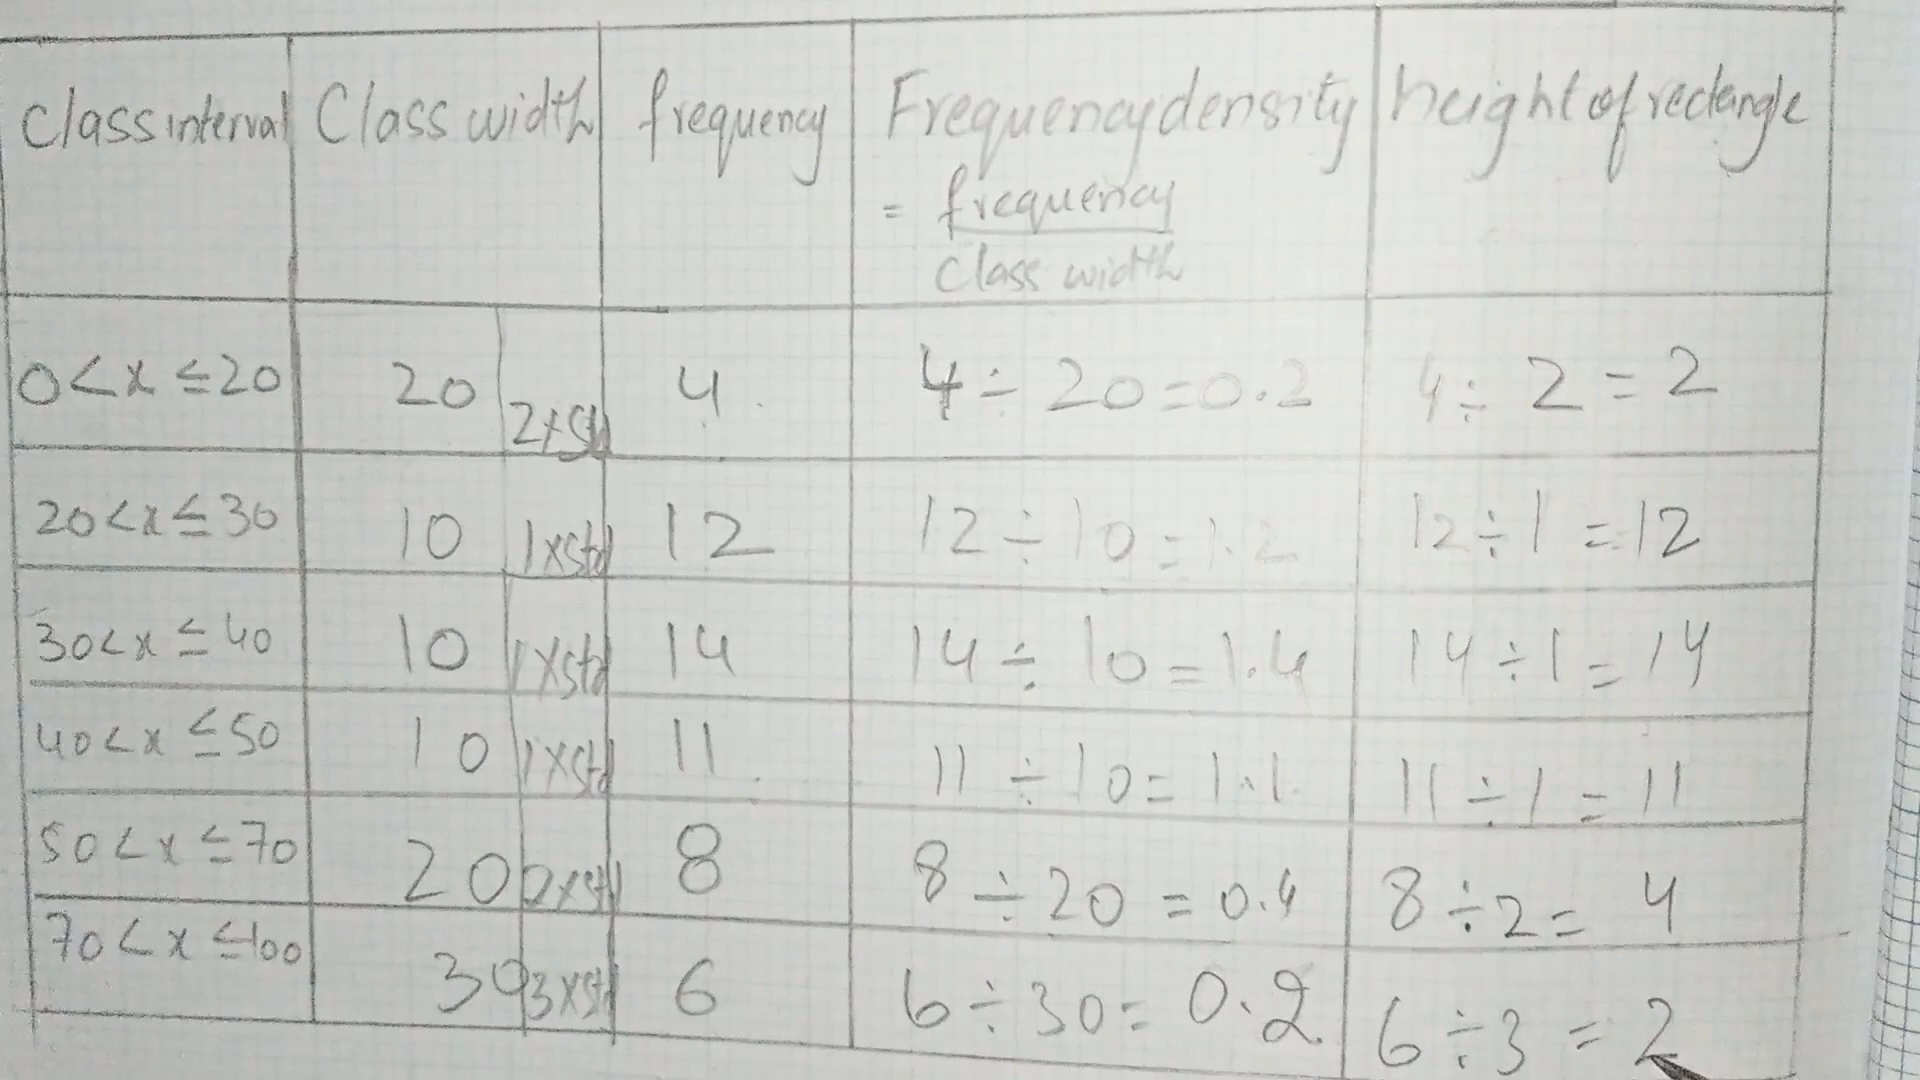 Class interval Class width frequency Frequency density height of rectangle
= frequency
Class width
0<x≤20 20 2×std 4 4÷20=0.2 4÷2=2
20<x≤30 10 1×std 12 12÷10=1.2 12÷1=12
30<x≤40 10 1×std 14 14÷10=1.4 14÷1=14
40<x≤50 10 1×std 11 11÷10=1.1 11÷1=11
50<x≤70 20 2×std 8 8÷20=0.4 8÷2=4
70<x≤100 30 3×std 6 6÷30=0.2 6÷3=2